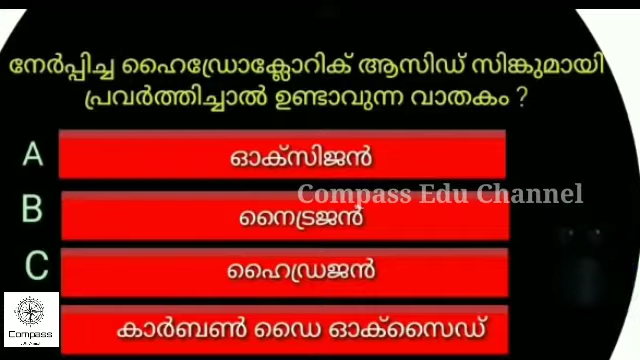 നേർപ്പിച്ച ഹൈഡ്രോക്ലോറിക് ആസിഡ് സിങ്കുമായി
പ്രവർത്തിച്ചാൽ ഉണ്ടാവുന്ന വാതകം ?
A ഓക്സിജൻ
Compass Edu Channel
B നൈട്രജൻ
C ഹൈഡ്രജൻ
Compass
കാർബൺ ഡൈ ഓക്സൈഡ്